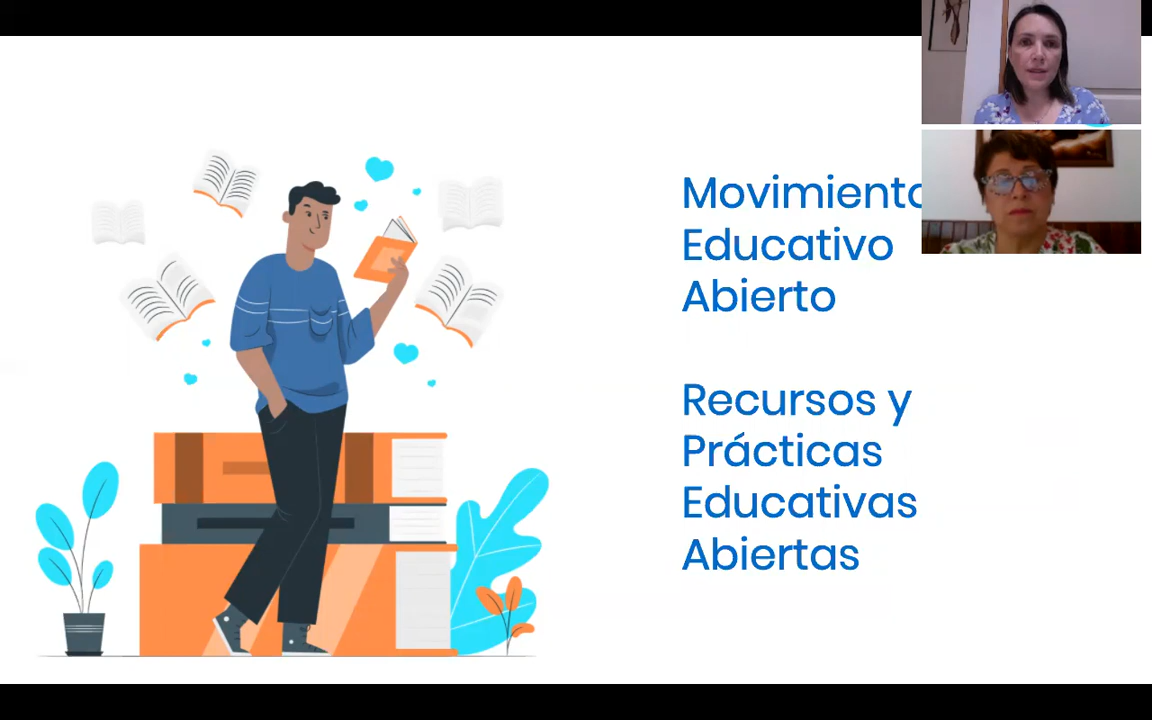 Movimiento
Educativo
Abierto
Recursos y
Prácticas
Educativas
Abiertas